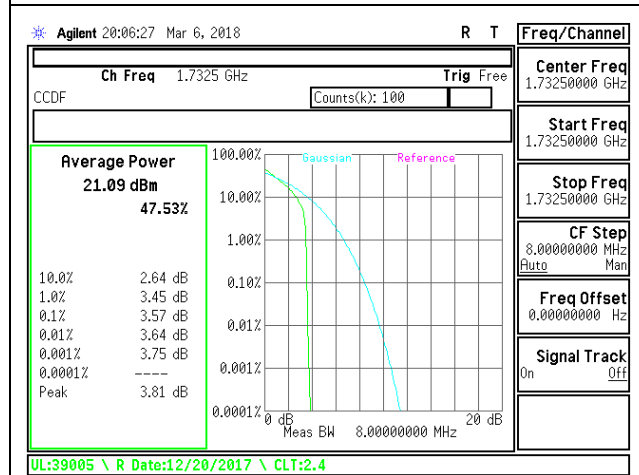 Agilent 20:06:27 Mar 6, 2018 R T Freq/Channel
Ch Freq 1.7325 GHz Trig Free
CCDF Counts(k): 100
Center Freq
1.73250000 GHz
Start Freq
1.73250000 GHz
Stop Freq
1.73250000 GHz
CF Step
8.00000000 MHz
Auto Man
Freq Offset
0.00000000 Hz
Signal Track
On Off
Average Power
21.09 dBm
47.53%
10.0% 2.64 dB
1.0% 3.45 dB
0.1% 3.57 dB
0.01% 3.64 dB
0.001% 3.75 dB
0.0001% ----
Peak 3.81 dB
Gaussian Reference
100.00%
10.00%
1.00%
0.10%
0.01%
0.001%
0.0001%
0 dB 20 dB
Meas BW 8.00000000 MHz
UL:39005 \ R Date:12/20/2017 \ CLT:2.4